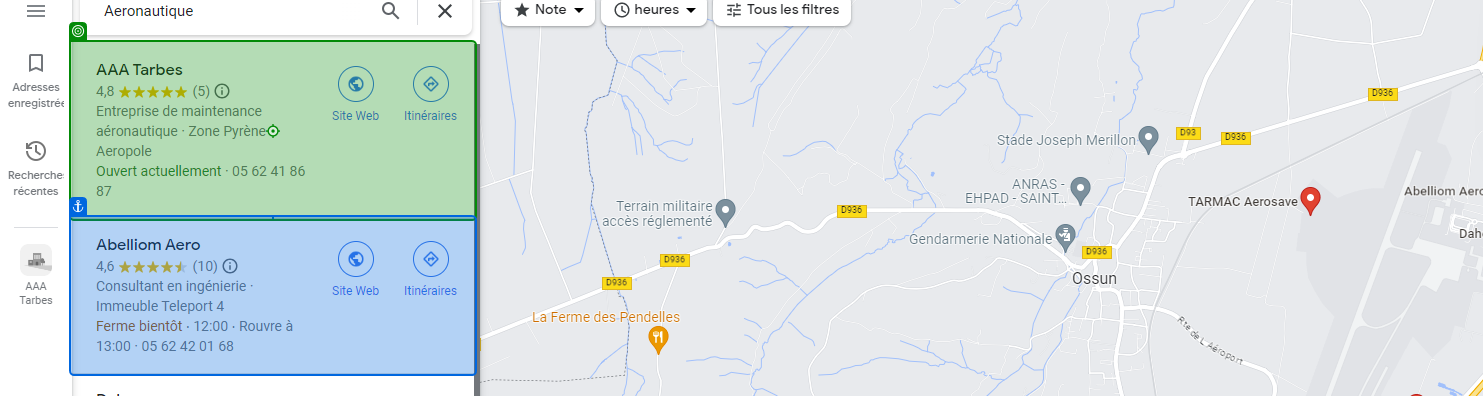 Aeronautique
Note
heures
Tous les filtres
Adresses
enregistrée
Recherche
récentes
AAA
Tarbes
AAA Tarbes
4,8 (5)
Entreprise de maintenance
aéronautique · Zone Pyrène
Aeropole
Ouvert actuellement · 05 62 41 86
87
Site Web
Itinéraires
Abelliom Aero
4,6 (10)
Consultant en ingénierie ·
Immeuble Teleport 4
Ferme bientôt · 12:00 · Rouvre à
13:00 · 05 62 42 01 68
Site Web
Itinéraires
D936
D93
D936
Stade Joseph Merillon
ANRAS -
EHPAD - SAINT...
TARMAC Aerosave
Abelliom Aero
Dah
Terrain militaire
accès réglementé
D936
Gendarmerie Nationale
D936
D936
Ossun
D936
La Ferme des Pendelles
Rte de L'Aéroport